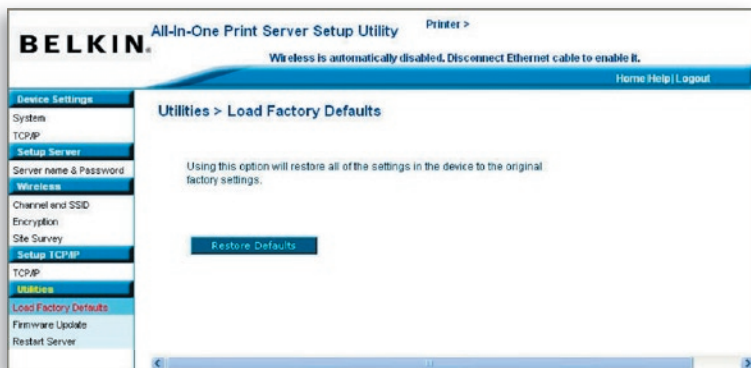 BELKIN.
All-In-One Print Server Setup Utility
Printer >
Wireless is automatically disabled. Disconnect Ethernet cable to enable it.
Home|Help|Logout
Device Settings
System
TCP/IP
Setup Server
Server name & Password
Wireless
Channel and SSID
Encryption
Site Survey
Setup TCP/IP
TCP/IP
Utilities
Load Factory Defaults
Firmware Update
Restart Server
Utilities > Load Factory Defaults
Using this option will restore all of the settings in the device to the original
factory settings.
Restore Defaults